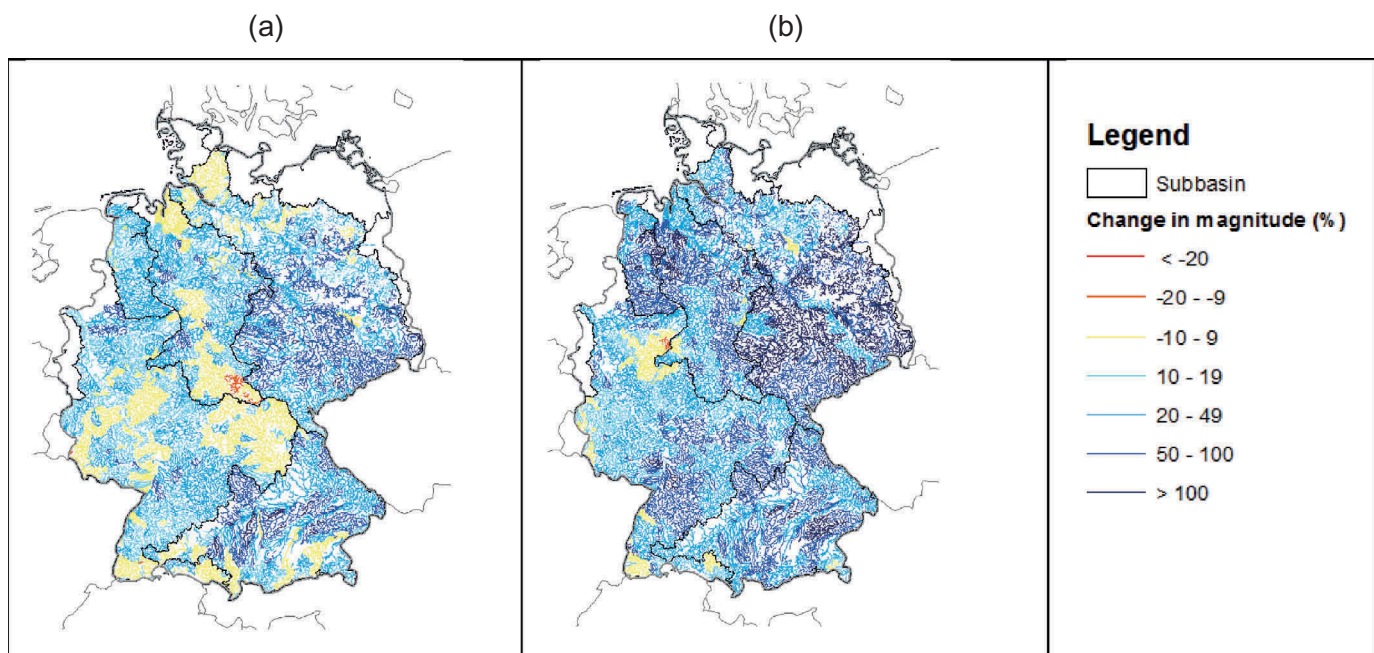 (a)
(b)
Legend
Subbasin
Change in magnitude (%)
< -20
-20 - -9
-10 - 9
10 - 19
20 - 49
50 - 100
> 100